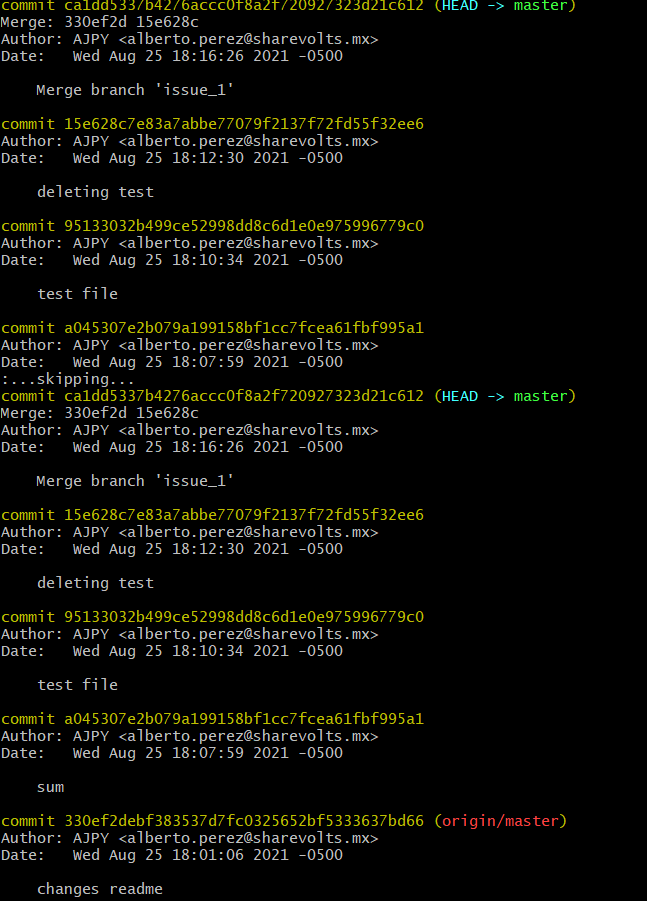 commit ca1dd5337b4276accc0f8a2f720927323d21c612 (HEAD -> master)
Merge: 330ef2d 15e628c
Author: AJPY <alberto.perez@sharevolts.mx>
Date:   Wed Aug 25 18:16:26 2021 -0500
Merge branch 'issue_1'
commit 15e628c7e83a7abbe77079f2137f72fd55f32ee6
Author: AJPY <alberto.perez@sharevolts.mx>
Date:   Wed Aug 25 18:12:30 2021 -0500
deleting test
commit 95133032b499ce52998dd8c6d1e0e975996779c0
Author: AJPY <alberto.perez@sharevolts.mx>
Date:   Wed Aug 25 18:10:34 2021 -0500
test file
commit a045307e2b079a199158bf1cc7fcea61fbf995a1
Author: AJPY <alberto.perez@sharevolts.mx>
Date:   Wed Aug 25 18:07:59 2021 -0500
:...skipping...
commit ca1dd5337b4276accc0f8a2f720927323d21c612 (HEAD -> master)
Merge: 330ef2d 15e628c
Author: AJPY <alberto.perez@sharevolts.mx>
Date:   Wed Aug 25 18:16:26 2021 -0500
Merge branch 'issue_1'
commit 15e628c7e83a7abbe77079f2137f72fd55f32ee6
Author: AJPY <alberto.perez@sharevolts.mx>
Date:   Wed Aug 25 18:12:30 2021 -0500
deleting test
commit 95133032b499ce52998dd8c6d1e0e975996779c0
Author: AJPY <alberto.perez@sharevolts.mx>
Date:   Wed Aug 25 18:10:34 2021 -0500
test file
commit a045307e2b079a199158bf1cc7fcea61fbf995a1
Author: AJPY <alberto.perez@sharevolts.mx>
Date:   Wed Aug 25 18:07:59 2021 -0500
sum
commit 330ef2debf383537d7fc0325652bf5333637bd66 (origin/master)
Author: AJPY <alberto.perez@sharevolts.mx>
Date:   Wed Aug 25 18:01:06 2021 -0500
changes readme